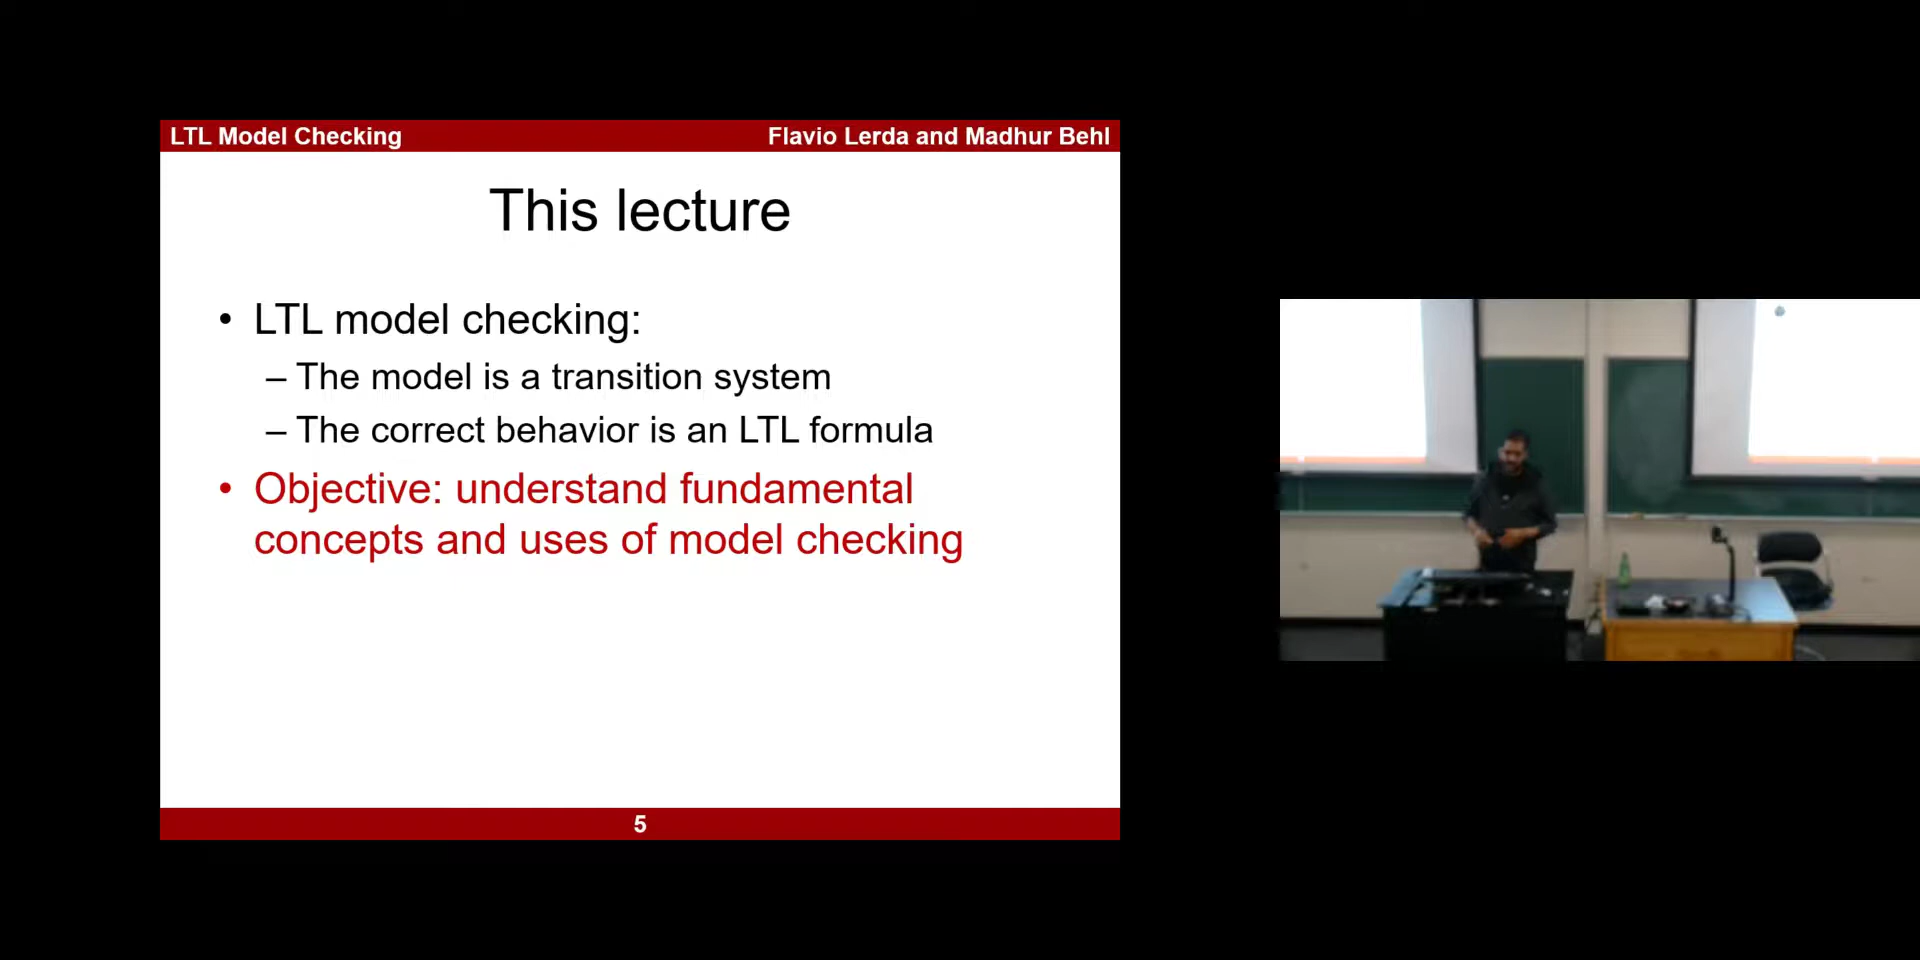 LTL Model Checking
Flavio Lerda and Madhur Behl
This lecture
• LTL model checking:
– The model is a transition system
– The correct behavior is an LTL formula
• Objective: understand fundamental
concepts and uses of model checking
5